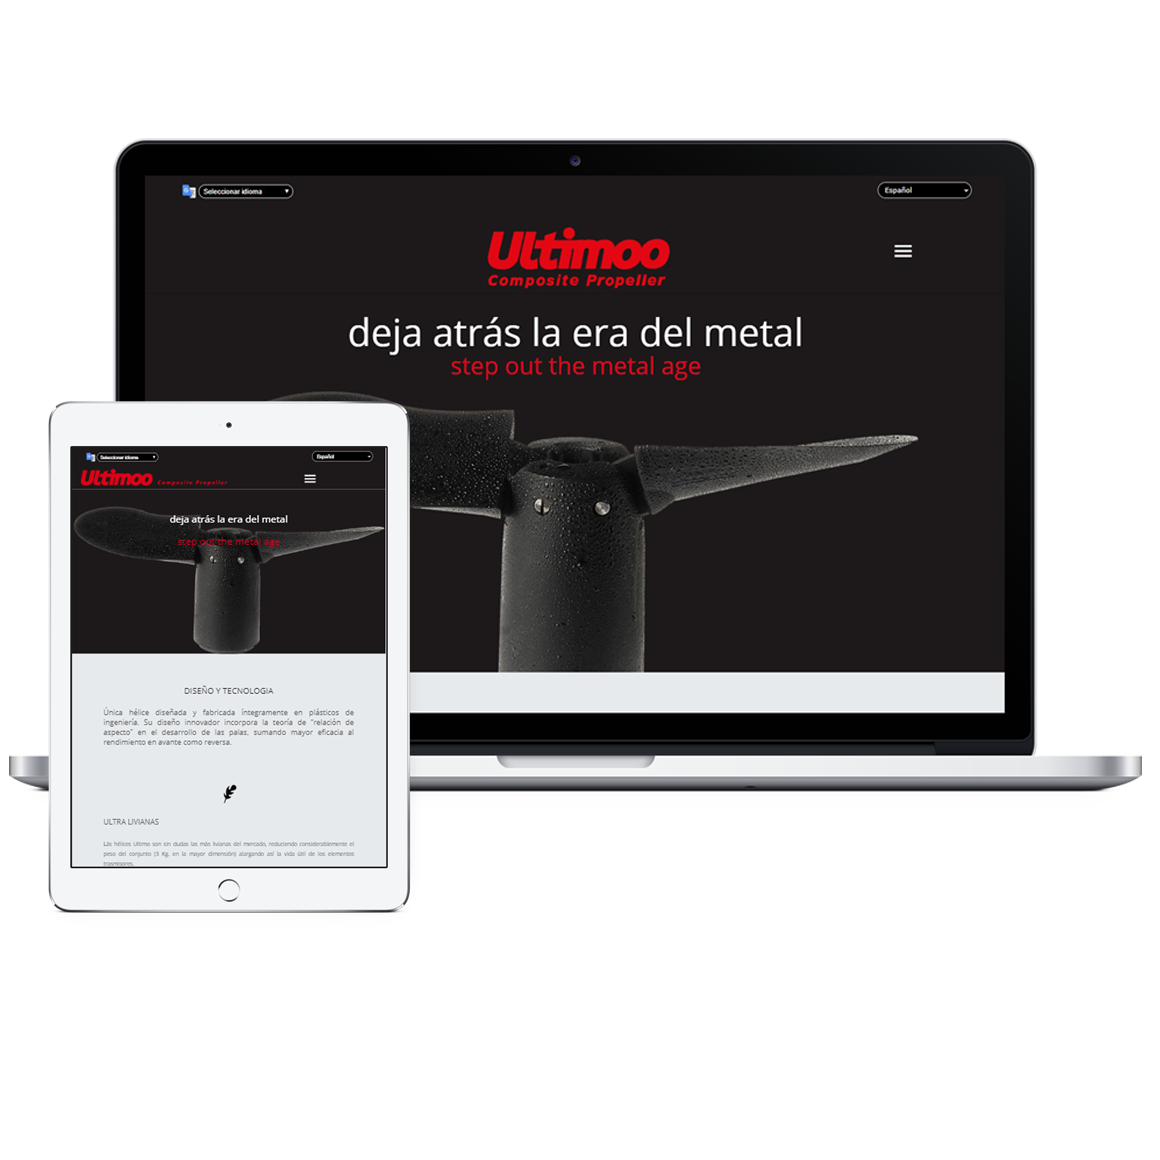 Seleccionar idioma
Español
Ultimoo
Composite Propeller
deja atrás la era del metal
step out the metal age
Seleccionar idioma
Español
Ultimoo Composite Propeller
deja atrás la era del metal
step out the metal age
DISEÑO Y TECNOLOGIA
Única hélice diseñada y fabricada íntegramente en plásticos de
ingeniería. Su diseño innovador incorpora la teoría de "relación de
aspecto" en el desarrollo de las palas, sumando mayor eficacia al
rendimiento en avante como reversa.
ULTRA LIVIANAS
Las hélices Ultimo son sin dudas las más livianas del mercado, reduciendo considerablemente el
peso del conjunto (3 Kg. en la mayor dimensión) alargando así la vida útil de los elementos
trasmisores.